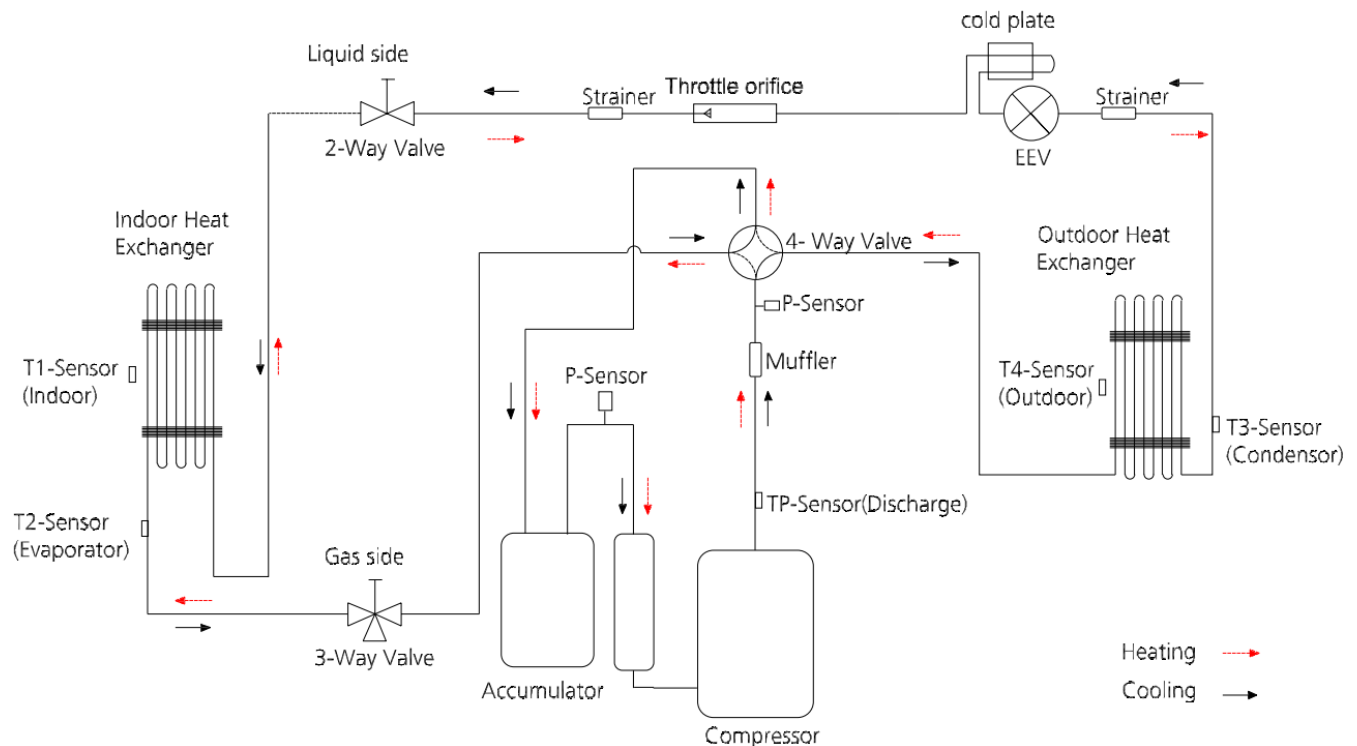 cold plate
Liquid side
Strainer
Throttle orifice
Strainer
2-Way Valve
EEV
Indoor Heat
Exchanger
4- Way Valve
Outdoor Heat
Exchanger
P-Sensor
Muffler
T1-Sensor
(Indoor)
P-Sensor
T4-Sensor
(Outdoor)
T3-Sensor
(Condensor)
TP-Sensor(Discharge)
T2-Sensor
(Evaporator)
Gas side
3-Way Valve
Accumulator
Compressor
Heating
Cooling